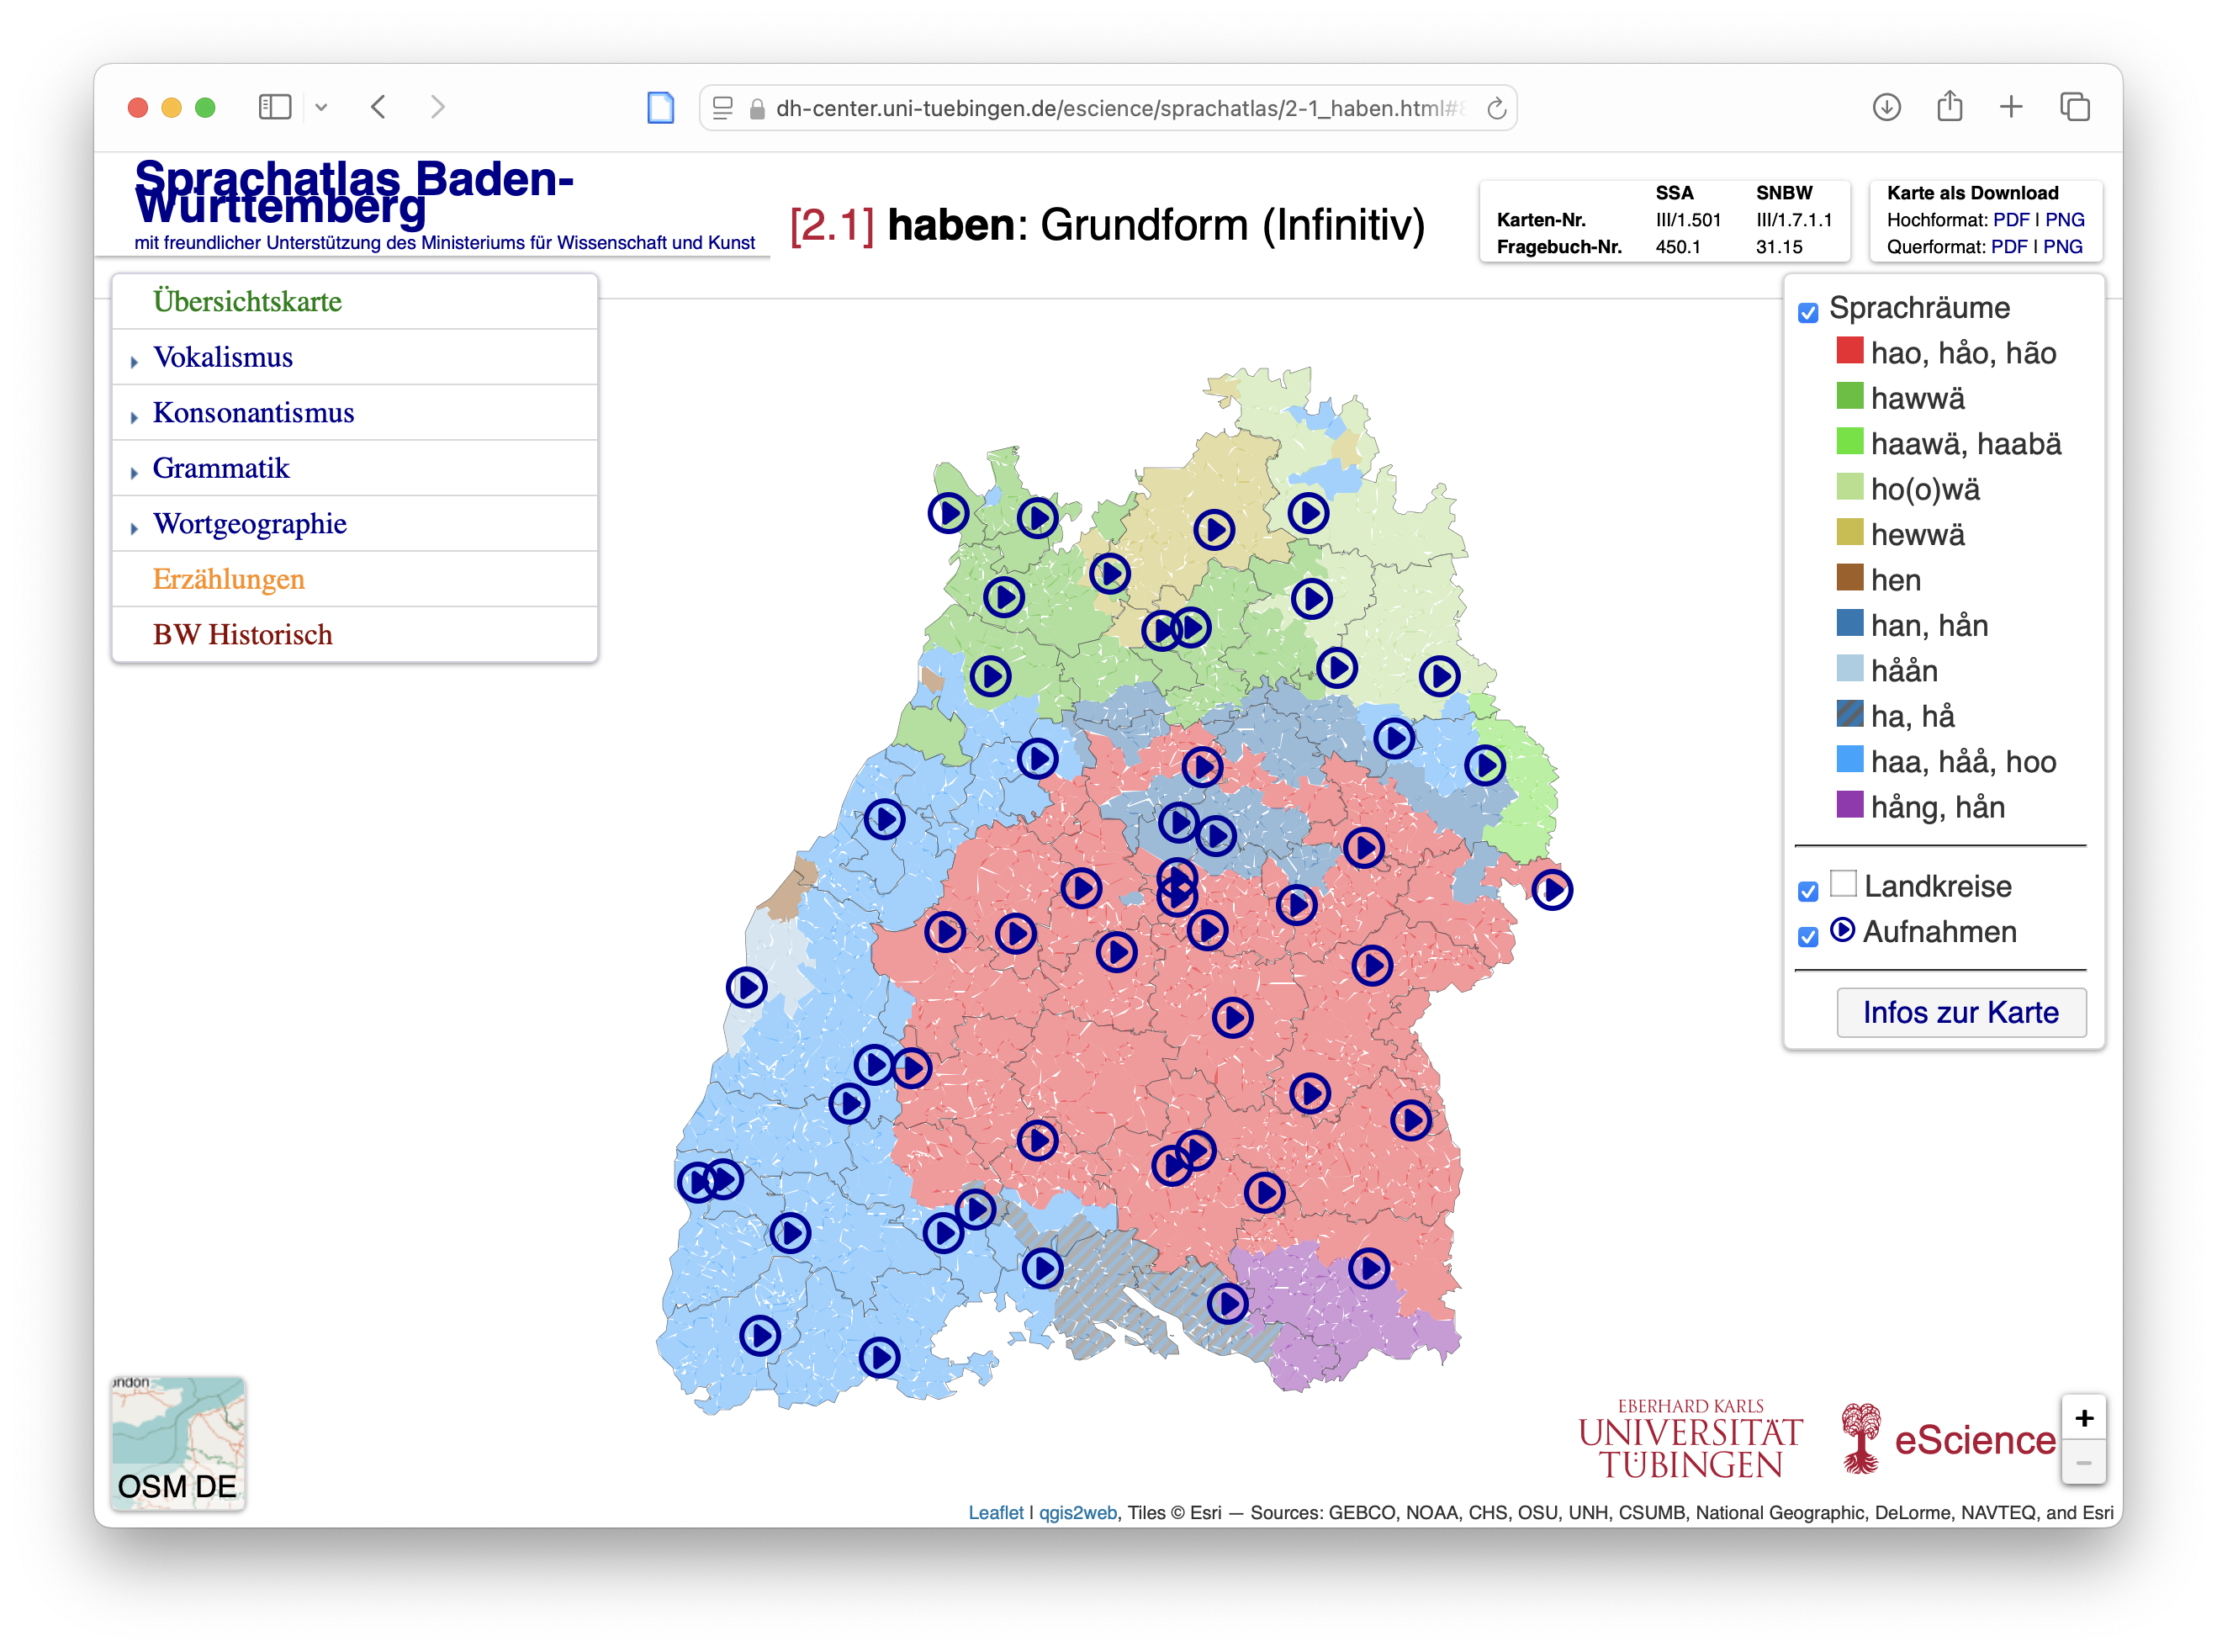 dh-center.uni-tuebingen.de/escience/sprachatlas/2-1_haben.html#
Sprachatlas Baden-
Württemberg
mit freundlicher Unterstützung des Ministeriums für Wissenschaft und Kunst
[2.1] haben: Grundform (Infinitiv)
SSA SNBW
Karten-Nr. III/1.501 III/1.7.1.1
Fragebuch-Nr. 450.1 31.15
Karte als Download
Hochformat: PDF | PNG
Querformat: PDF | PNG
Übersichtskarte
Vokalismus
Konsonantismus
Grammatik
Wortgeographie
Erzählungen
BW Historisch
Sprachräume
hao, håo, hão
hawwä
haawä, haabä
ho(o)wä
hewwä
hen
han, hån
håån
ha, hå
haa, håå, hoo
hång, hån
Landkreise
Aufnahmen
Infos zur Karte
ondon
OSM DE
EBERHARD KARLS
UNIVERSITÄT
TÜBINGEN
eScience
+
−
Leaflet | qgis2web, Tiles © Esri — Sources: GEBCO, NOAA, CHS, OSU, UNH, CSUMB, National Geographic, DeLorme, NAVTEQ, and Esri